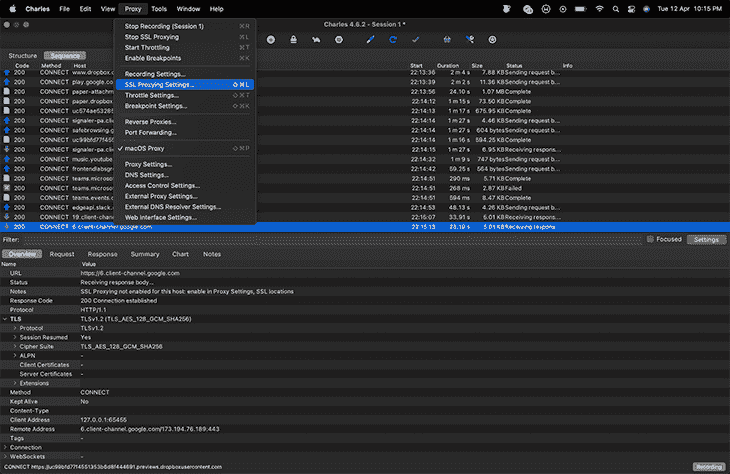 Charles File Edit View Proxy Tools Window Help Tue 12 Apr 10:15 PM
Charles 4.6.2 - Session 1 *
Stop Recording (Session 1) ⌘R
Stop SSL Proxying ⌘L
Start Throttling ⌘T
Enable Breakpoints ⌘K
Recording Settings...
SSL Proxying Settings... ⇧⌘L
Throttle Settings... ⇧⌘T
Breakpoint Settings... ⇧⌘K
Reverse Proxies...
Port Forwarding...
✓ macOS Proxy ⇧⌘P
Proxy Settings...
DNS Settings...
Access Control Settings...
External Proxy Settings...
External DNS Resolver Settings...
Web Interface Settings...
Structure Sequence
Code Method Host Start Duration Size Status Info
200 CONNECT www.dropbox.c 22:13:36 2 m 4 s 7.88 KB Sending request b...
200 CONNECT play.google.c 22:13:39 2 m 2 s 11.36 KB Sending request b...
200 CONNECT paper-attachm 22:13:56 24.10 s 1.07 MB Complete
200 CONNECT paper.dropbox 22:14:12 1 m 15 s 73.50 KB Complete
200 CONNECT 22:14:13 1 m 17 s 675.95 KB Complete
200 CONNECT signaler-pa.cl 22:14:13 1 m 46 s 4.28 KB Sending request b...
200 CONNECT safebrowsing. 22:14:14 1 m 27 s 604 bytes Sending request b...
200 CONNECT 22:14:15 264.96 KB Complete
200 CONNECT signaler-pa.cl 22:14:15 1 m 27 s 6.95 KB Receiving respons...
200 CONNECT music.youtube 22:14:32 1 m 9 s 747 bytes Sending request b...
200 CONNECT frontendlabsgr 22:14:42 59.25 s 564 bytes Sending request b...
200 CONNECT teams.microso 22:14:51 290 ms 5.71 KB Complete
200 CONNECT teams.microso 22:14:51 268 ms 2.87 KB Failed
200 CONNECT teams.events.c 22:14:51 594 ms 8.47 KB Complete
200 CONNECT edgeapi.slack. 22:14:53 48.13 s 4.26 KB Sending request b...
200 CONNECT 19.client-channel.google.com 22:15:07 33.91 s 5.01 KB Receiving respons...
200 CONNECT 6.client-channel.google.com 22:15:13 28.10 s 5.01 KB Receiving respons...
Filter: Focused Settings
Overview Request Response Summary Chart Notes
Name Value
URL https://6.client-channel.google.com
Status Receiving response body...
Notes SSL Proxying not enabled for this host: enable in Proxy Settings, SSL locations
Response Code 200 Connection established
Protocol HTTP/1.1
TLS TLSv1.2 (TLS_AES_128_GCM_SHA256)
Protocol TLSv1.2
Session Resumed Yes
Cipher Suite TLS_AES_128_GCM_SHA256
ALPN -
Client Certificates -
Server Certificates -
Extensions
Method CONNECT
Kept Alive No
Content-Type
Client Address 127.0.0.1:65455
Remote Address 6.client-channel.google.com/173.194.76.189:443
Tags -
Connection
WebSockets -
CONNECT https://uc99bfd77f4551353b6d8f444691.previews.dropboxusercontent.com Recording